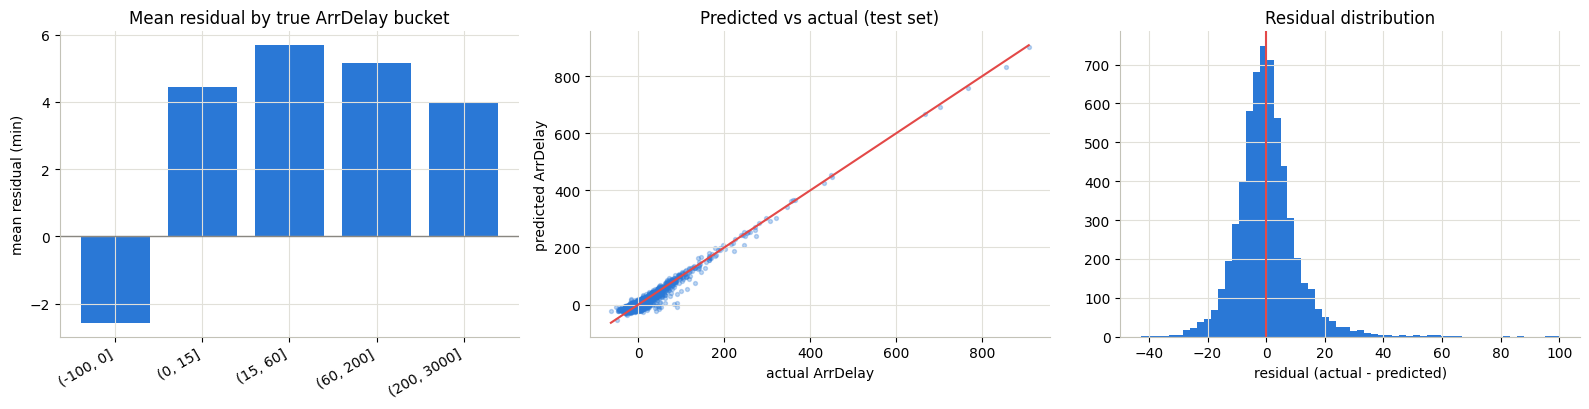 Mean residual by true ArrDelay bucket
mean residual (min)
6
4
2
0
−2
(-100, 0]
(0, 15]
(15, 60]
(60, 200]
(200, 3000]
Predicted vs actual (test set)
predicted ArrDelay
800
600
400
200
0
0 200 400 600 800
actual ArrDelay
Residual distribution
700
600
500
400
300
200
100
0
−40 −20 0 20 40 60 80 100
residual (actual - predicted)